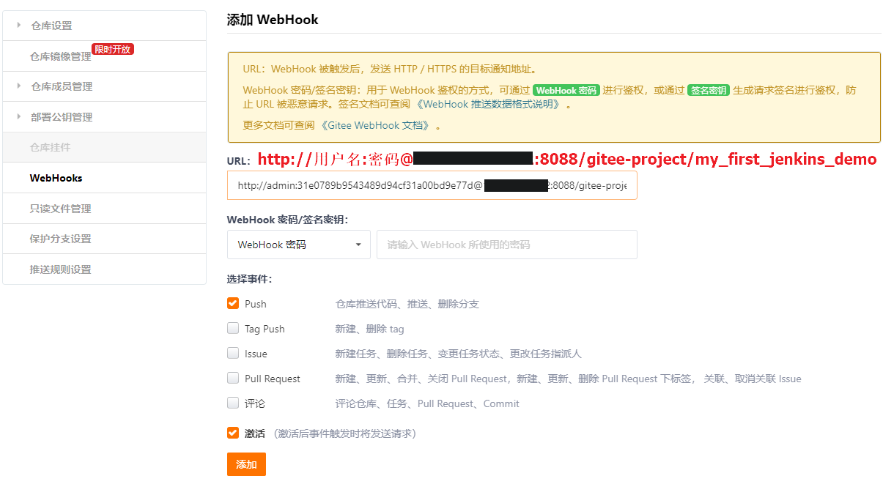 仓库设置
仓库镜像管理 限时开放
仓库成员管理
部署公钥管理
仓库挂件
WebHooks
只读文件管理
保护分支设置
推送规则设置
添加 WebHook
URL：WebHook 被触发后，发送 HTTP / HTTPS 的目标通知地址。
WebHook 密码/签名密钥：用于 WebHook 鉴权的方式，可通过 WebHook 密码 进行鉴权，或通过 签名密钥 生成请求签名进行鉴权，防
止 URL 被恶意请求。签名文档可查阅 《WebHook 推送数据格式说明》 。
更多文档可查阅 《Gitee WebHook 文档》 。
URL: http://用户名:密码@ :8088/gitee-project/my_first_jenkins_demo
http://admin:31e0789b9543489d94cf31a00bd9e77d@ :8088/gitee-proje
WebHook 密码/签名密钥:
WebHook 密码 请输入 WebHook 所使用的密码
选择事件:
Push 仓库推送代码、推送、删除分支
Tag Push 新建、删除 tag
Issue 新建任务、删除任务、变更任务状态、更改任务指派人
Pull Request 新建、更新、合并、关闭 Pull Request，新建、更新、删除 Pull Request 下标签， 关联、取消关联 Issue
评论 评论仓库、任务、Pull Request、Commit
激活 （激活后事件触发时将发送请求）
添加